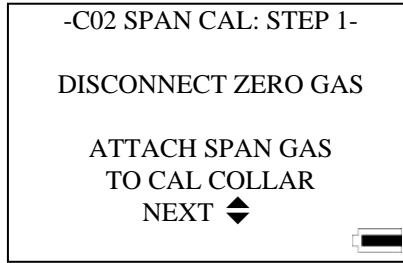 -C02 SPAN CAL: STEP 1-
DISCONNECT ZERO GAS
ATTACH SPAN GAS
TO CAL COLLAR
NEXT